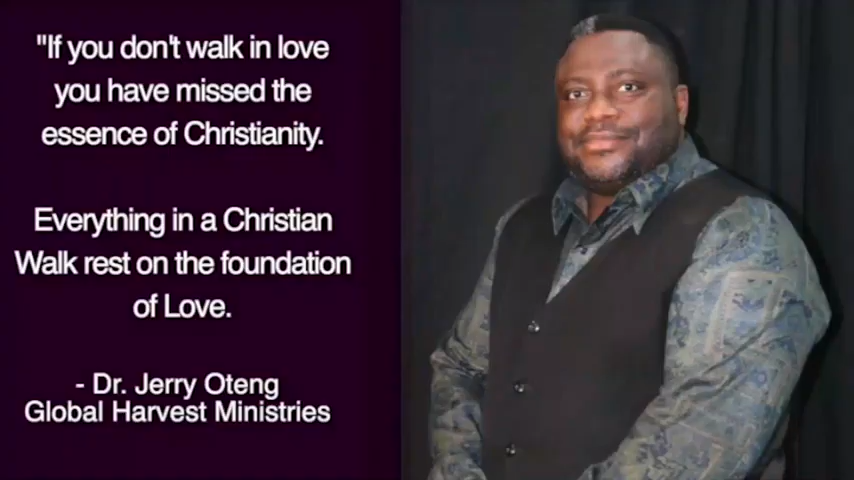 "If you don't walk in love
you have missed the
essence of Christianity.
Everything in a Christian
Walk rest on the foundation
of Love.
- Dr. Jerry Oteng
Global Harvest Ministries